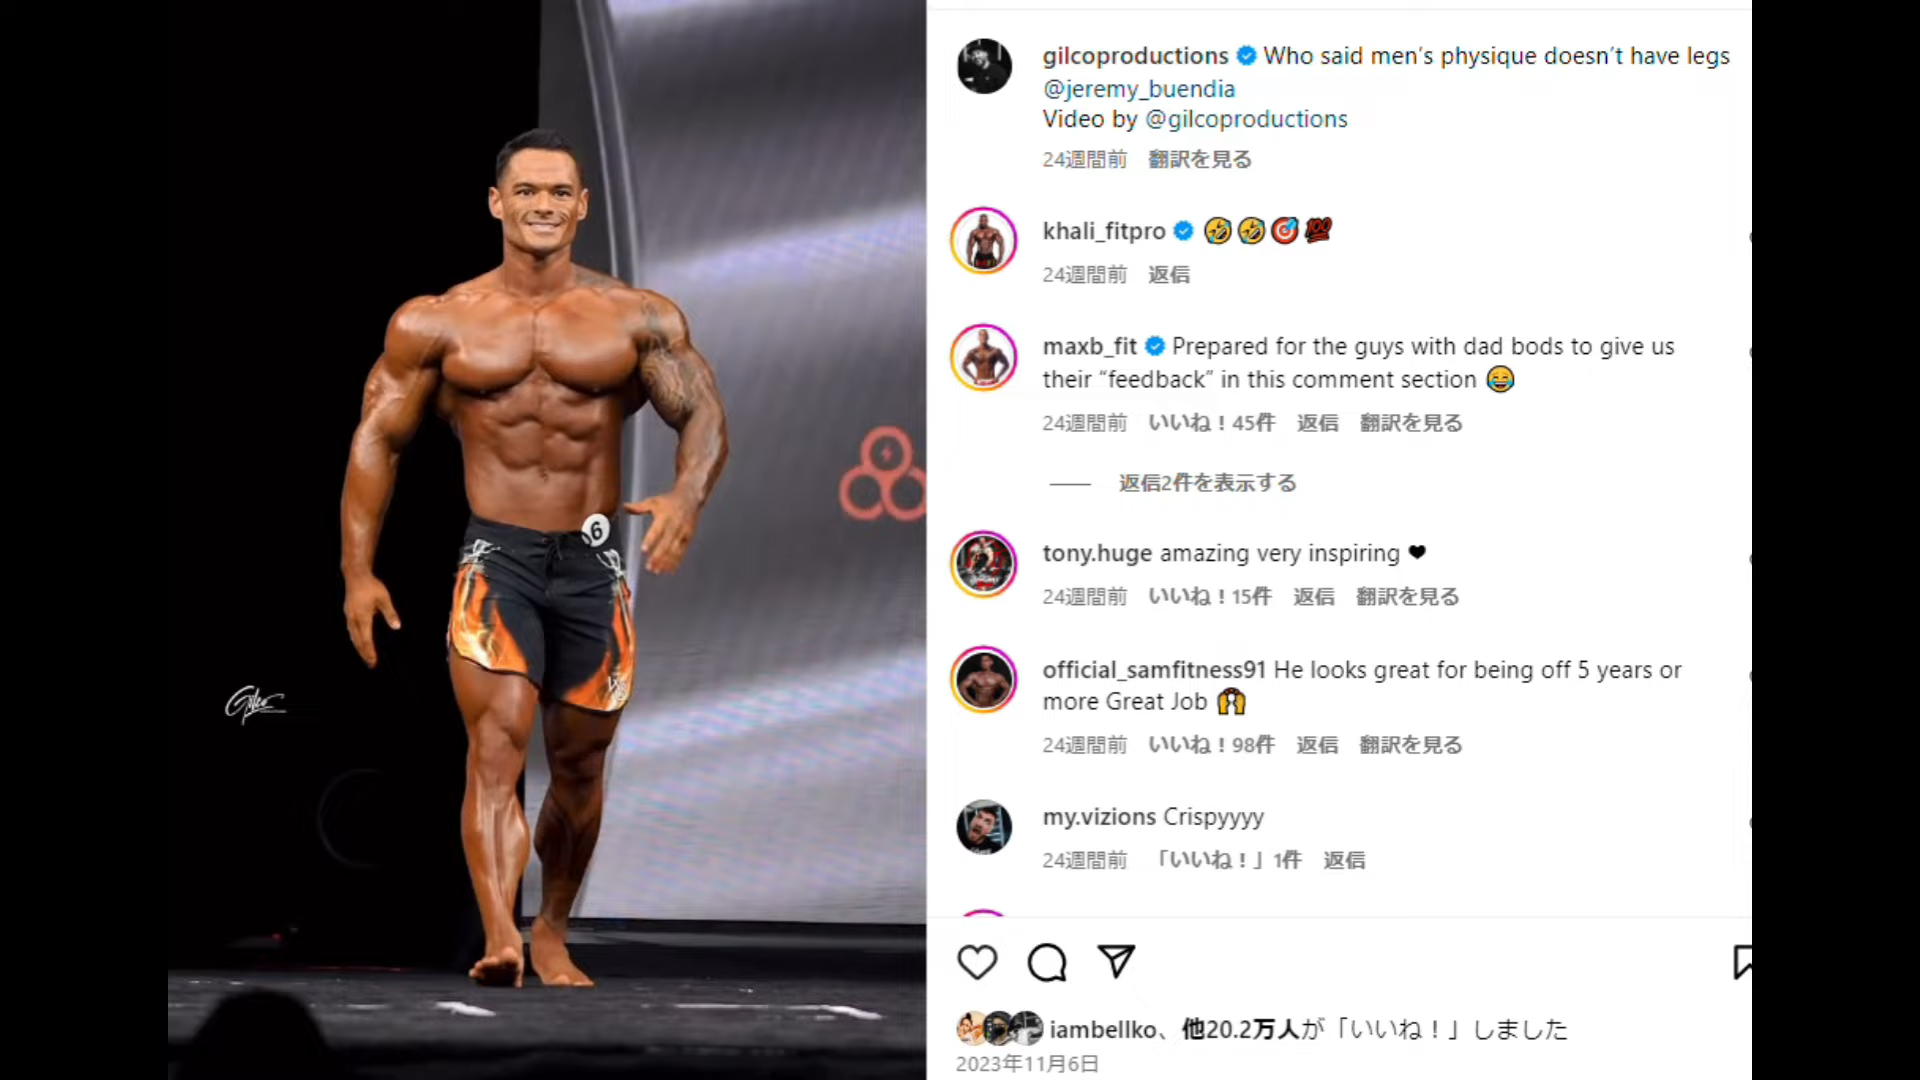 gilcoproductions Who said men's physique doesn't have legs
@jeremy_buendia
Video by @gilcoproductions
24週間前 翻訳を見る
khali_fitpro 🤣🤣🎯💯
24週間前 返信
maxb_fit Prepared for the guys with dad bods to give us
their "feedback" in this comment section 😂
24週間前 いいね！45件 返信 翻訳を見る
返信2件を表示する
tony.huge amazing very inspiring ❤
24週間前 いいね！15件 返信 翻訳を見る
official_samfitness91 He looks great for being off 5 years or
more Great Job 🙌
24週間前 いいね！98件 返信 翻訳を見る
my.vizions Crispyyyy
24週間前 「いいね！」1件 返信
iambellko、他20.2万人が「いいね！」しました
2023年11月6日
6
Gilco